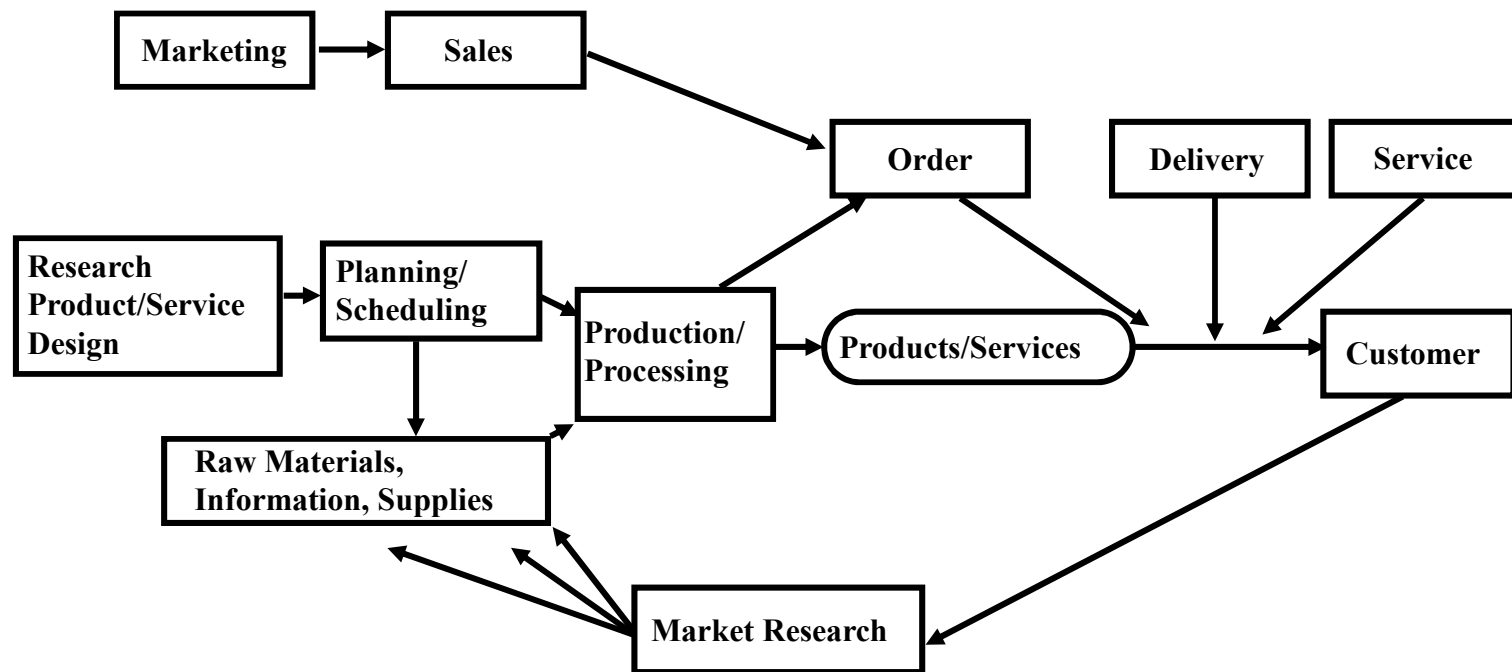 Marketing
Sales
Order
Delivery
Service
Research
Product/Service
Design
Planning/
Scheduling
Production/
Processing
Products/Services
Customer
Raw Materials,
Information, Supplies
Market Research